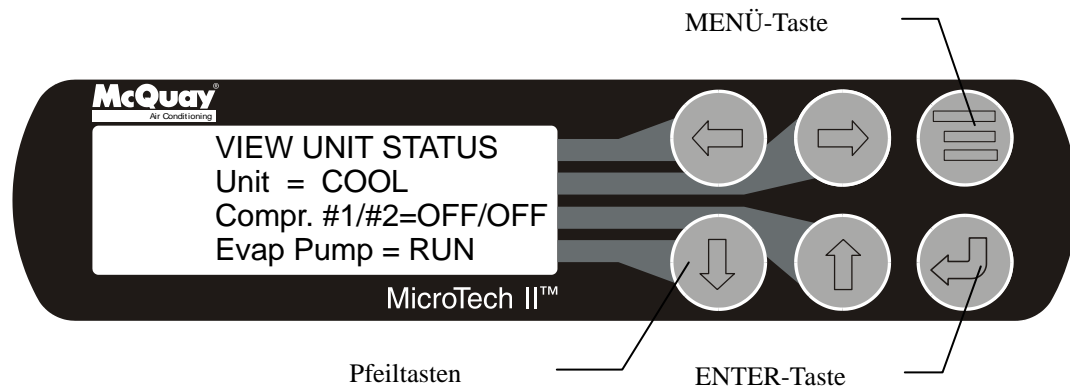 MENÜ-Taste
McQuay®
Air Conditioning
VIEW UNIT STATUS
Unit = COOL
Compr. #1/#2=OFF/OFF
Evap Pump = RUN
MicroTech II™
Pfeiltasten
ENTER-Taste